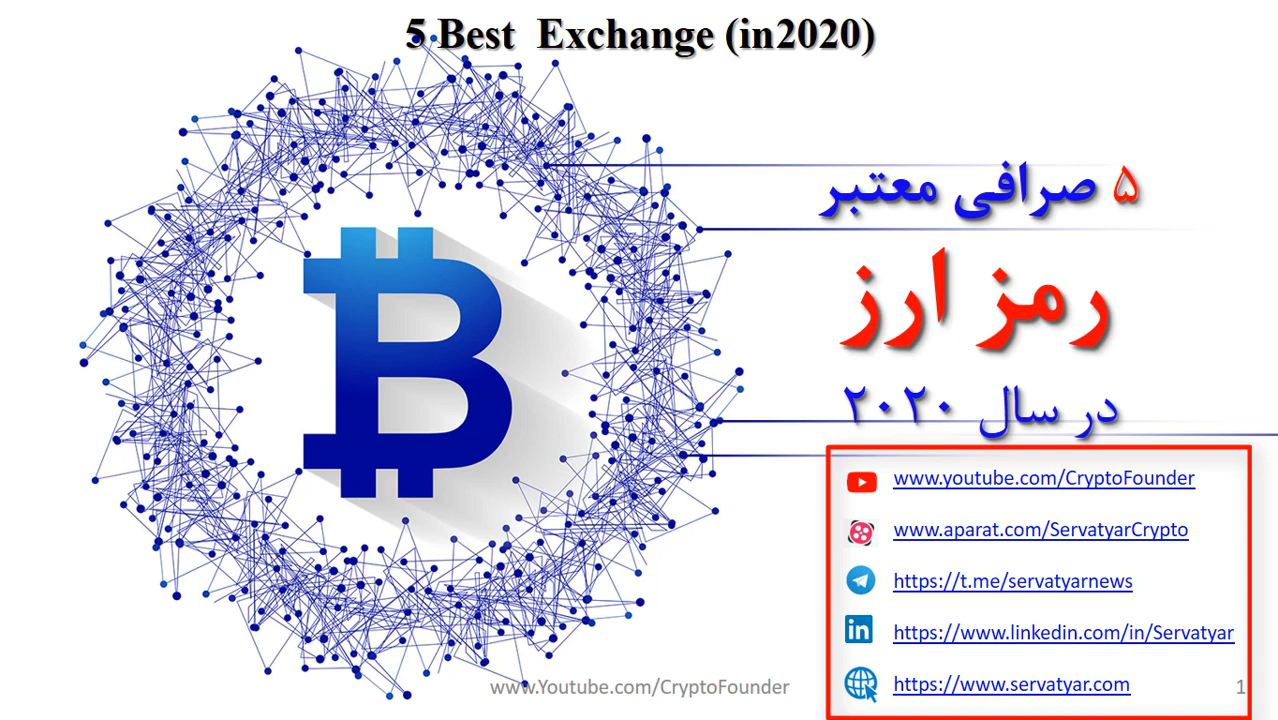 5 Best Exchange (in2020)
۵ صرافی معتبر
رمز ارز
در سال ۲۰۲۰
www.youtube.com/CryptoFounder
www.aparat.com/ServatyarCrypto
https://t.me/servatyarnews
https://www.linkedin.com/in/Servatyar
https://www.servatyar.com
www.Youtube.com/CryptoFounder
1